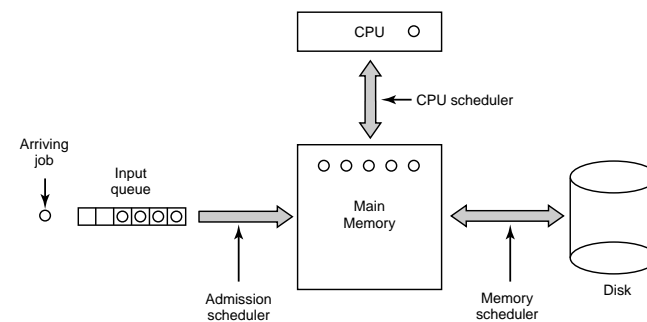 CPU
CPU scheduler
Arriving
job
Input
queue
Main
Memory
Admission
scheduler
Memory
scheduler
Disk